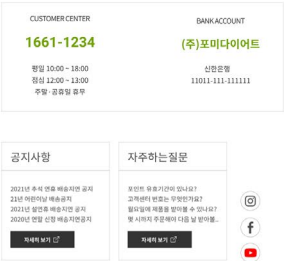 CUSTOMER CENTER
1661-1234
평일 10:00 ~ 18:00
점심 12:00 ~ 13:00
주말·공휴일 휴무
BANK ACCOUNT
(주)포미다이어트
신한은행
11011-111-111111
공지사항
2021년 추석 연휴 배송지연 공지
21년 어린이날 배송공지
2021년 설연휴 배송지연 공지
2020년 연말 신정 배송지연공지
자세히 보기
자주하는질문
포인트 유효기간이 있나요?
고객센터 번호는 무엇인가요?
월요일에 제품을 받아볼 수 있나요?
몇 시까지 주문해야 다음 날 받아볼..
자세히 보기